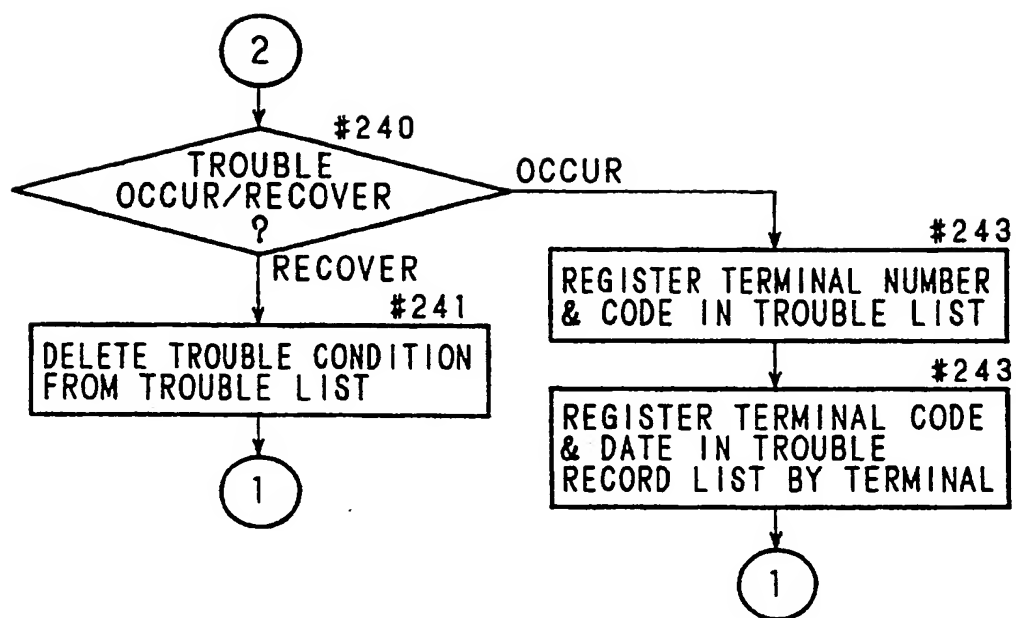 2
#240
TROUBLE
OCCUR/RECOVER
?
OCCUR
RECOVER
#241
DELETE TROUBLE CONDITION
FROM TROUBLE LIST
1
#243
REGISTER TERMINAL NUMBER
& CODE IN TROUBLE LIST
#243
REGISTER TERMINAL CODE
& DATE IN TROUBLE
RECORD LIST BY TERMINAL
1